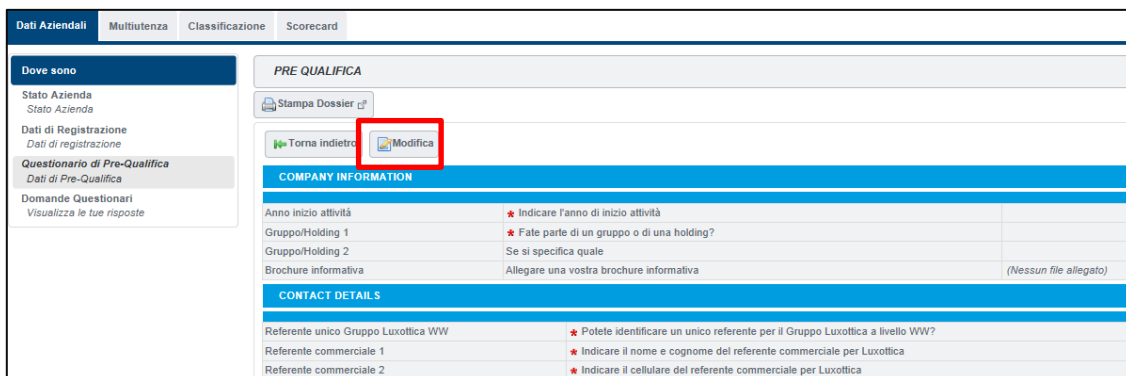 Dati Aziendali Multiutenza Classificazione Scorecard
Dove sono
Stato Azienda
Stato Azienda
Dati di Registrazione
Dati di registrazione
Questionario di Pre-Qualifica
Dati di Pre-Qualifica
Domande Questionari
Visualizza le tue risposte
PRE QUALIFICA
Stampa Dossier
Torna indietro Modifica
COMPANY INFORMATION
Anno inizio attività * Indicare l'anno di inizio attività
Gruppo/Holding 1 * Fate parte di un gruppo o di una holding?
Gruppo/Holding 2 Se si specifica quale
Brochure informativa Allegare una vostra brochure informativa (Nessun file allegato)
CONTACT DETAILS
Referente unico Gruppo Luxottica WW * Potete identificare un unico referente per il Gruppo Luxottica a livello WW?
Referente commerciale 1 * Indicare il nome e cognome del referente commerciale per Luxottica
Referente commerciale 2 * Indicare il cellulare del referente commerciale per Luxottica